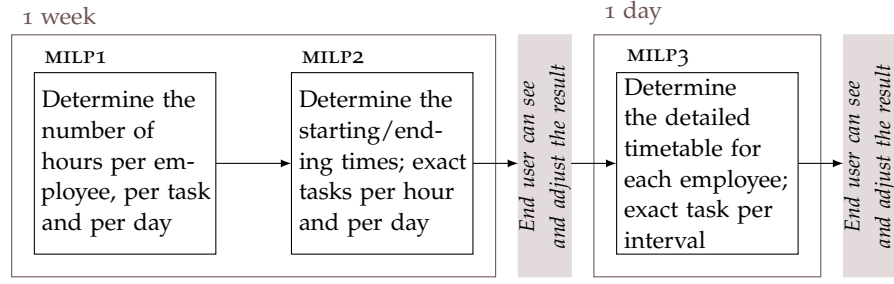 1 week
MILP1
Determine the
number of
hours per em-
ployee, per task
and per day
MILP2
Determine the
starting/end-
ing times; exact
tasks per hour
and per day
End user can see
and adjust the result
1 day
MILP3
Determine
the detailed
timetable for
each employee;
exact task per
interval
End user can see
and adjust the result